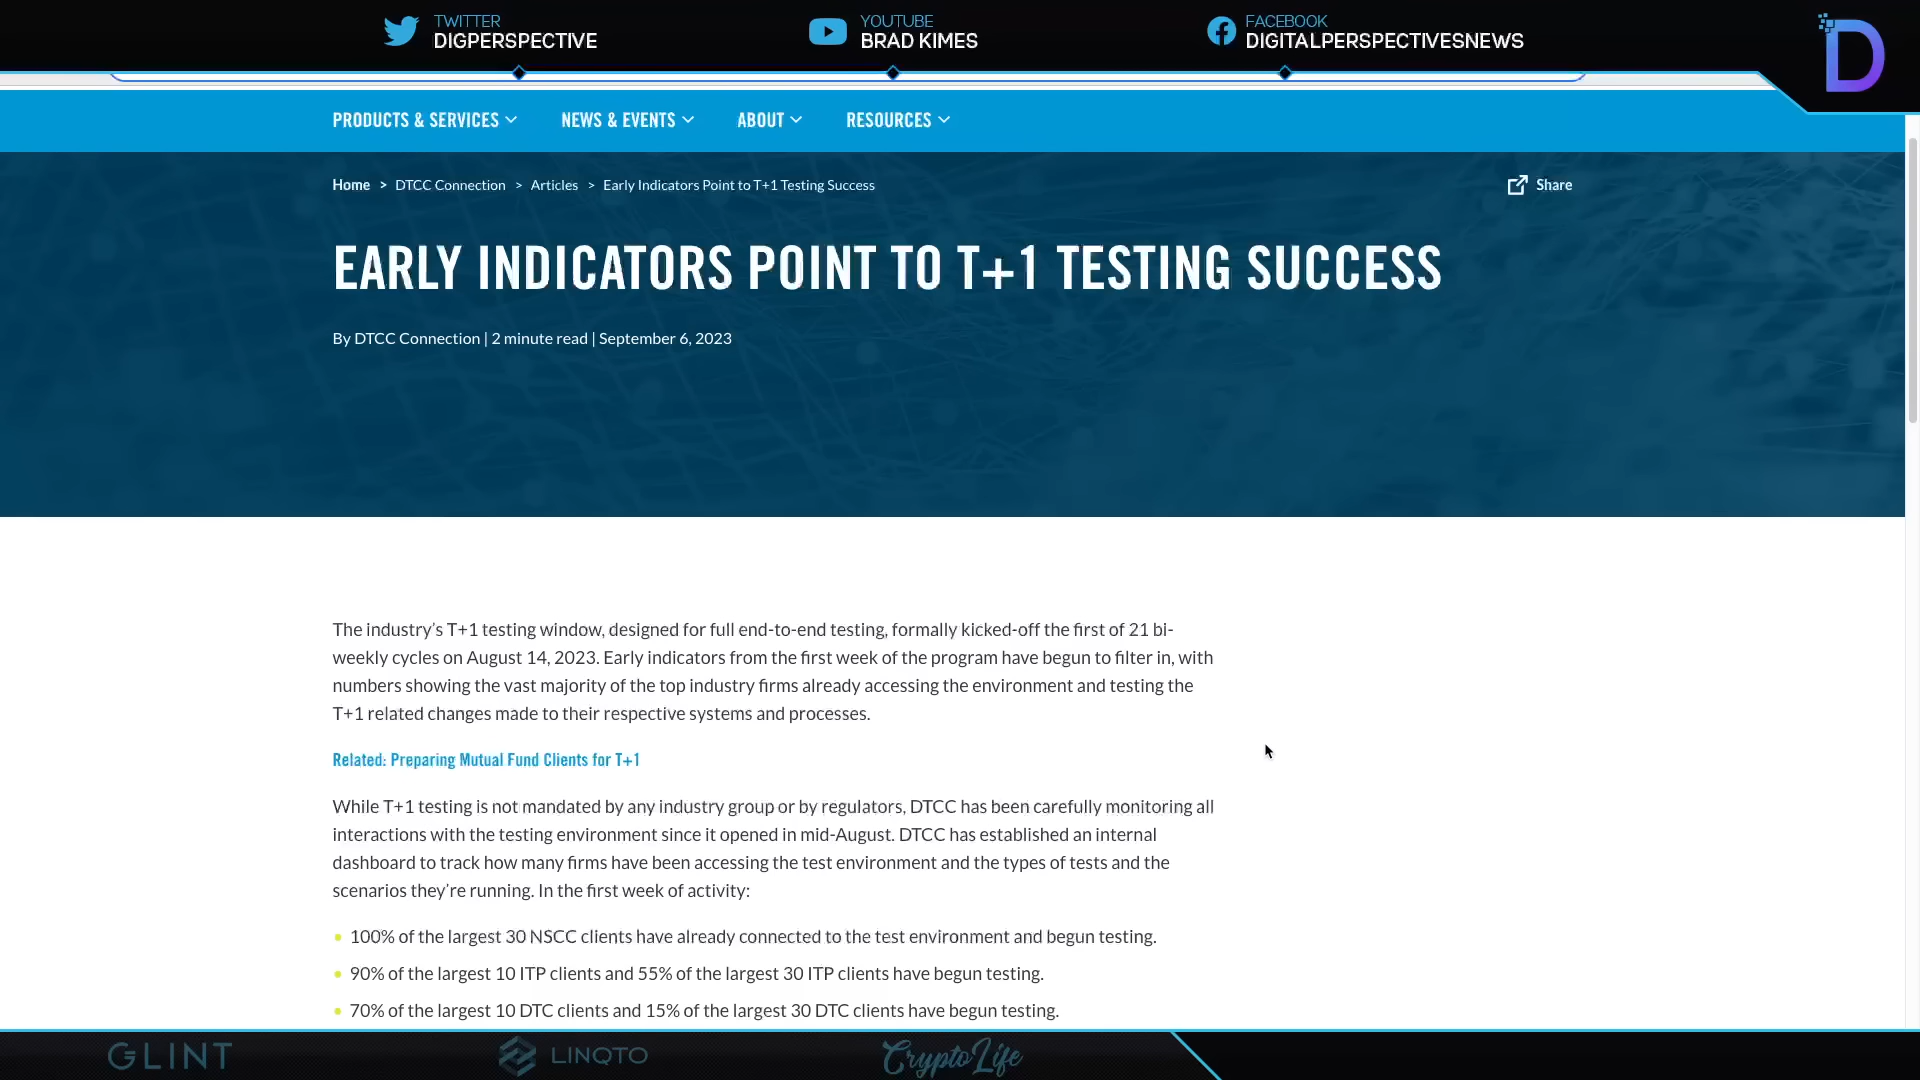 TWITTER
DIGPERSPECTIVE
YOUTUBE
BRAD KIMES
FACEBOOK
DIGITALPERSPECTIVESNEWS
D
PRODUCTS & SERVICES NEWS & EVENTS ABOUT RESOURCES
Home > DTCC Connection > Articles > Early Indicators Point to T+1 Testing Success
Share
EARLY INDICATORS POINT TO T+1 TESTING SUCCESS
By DTCC Connection | 2 minute read | September 6, 2023
The industry’s T+1 testing window, designed for full end-to-end testing, formally kicked-off the first of 21 bi-
weekly cycles on August 14, 2023. Early indicators from the first week of the program have begun to filter in, with
numbers showing the vast majority of the top industry firms already accessing the environment and testing the
T+1 related changes made to their respective systems and processes.
Related: Preparing Mutual Fund Clients for T+1
While T+1 testing is not mandated by any industry group or by regulators, DTCC has been carefully monitoring all
interactions with the testing environment since it opened in mid-August. DTCC has established an internal
dashboard to track how many firms have been accessing the test environment and the types of tests and the
scenarios they’re running. In the first week of activity:
100% of the largest 30 NSCC clients have already connected to the test environment and begun testing.
90% of the largest 10 ITP clients and 55% of the largest 30 ITP clients have begun testing.
70% of the largest 10 DTC clients and 15% of the largest 30 DTC clients have begun testing.
GLINT LINQTO CryptoLife